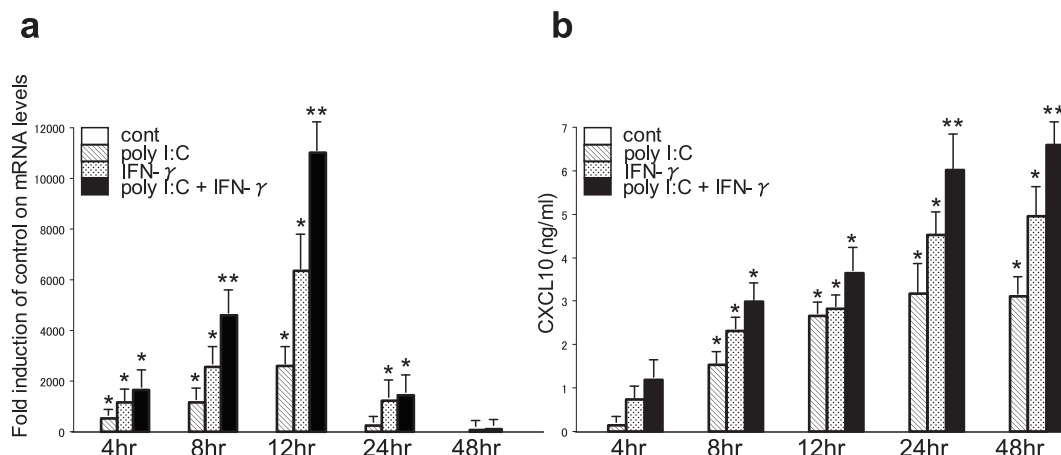 a
Fold induction of control on mRNA levels
12000
10000
8000
6000
4000
2000
0
cont
poly I:C
IFN-γ
poly I:C + IFN-γ
* * *
* * **
* * **
* *
4hr 8hr 12hr 24hr 48hr
b
CXCL10 (ng/ml)
7
6
5
4
3
2
1
0
cont
poly I:C
IFN-γ
poly I:C + IFN-γ
* * *
* * *
* * **
* * **
4hr 8hr 12hr 24hr 48hr